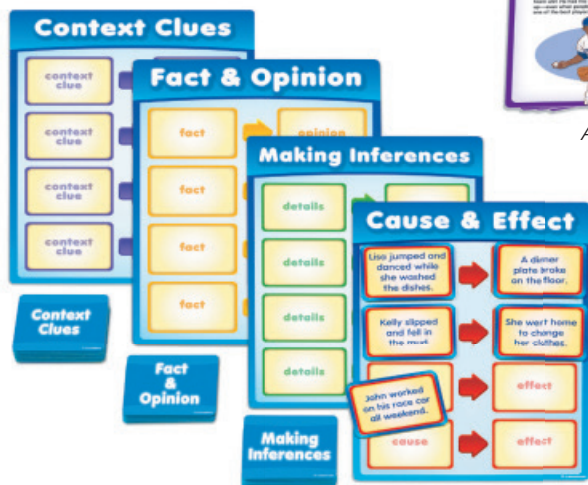 Context Clues
context
clue
context
clue
context
clue
context
clue
Fact & Opinion
fact
opinion
fact
fact
fact
Making Inferences
details
details
details
details
Cause & Effect
Lisa jumped and
danced while
she washed
the dishes.
A dinner
plate broke
on the floor.
Kelly slipped
and fell in
the mud.
She went home
to change
her clothes.
John worked
on his race car
all weekend.
effect
cause
effect
Context
Clues
Fact
&
Opinion
Making
Inferences
A